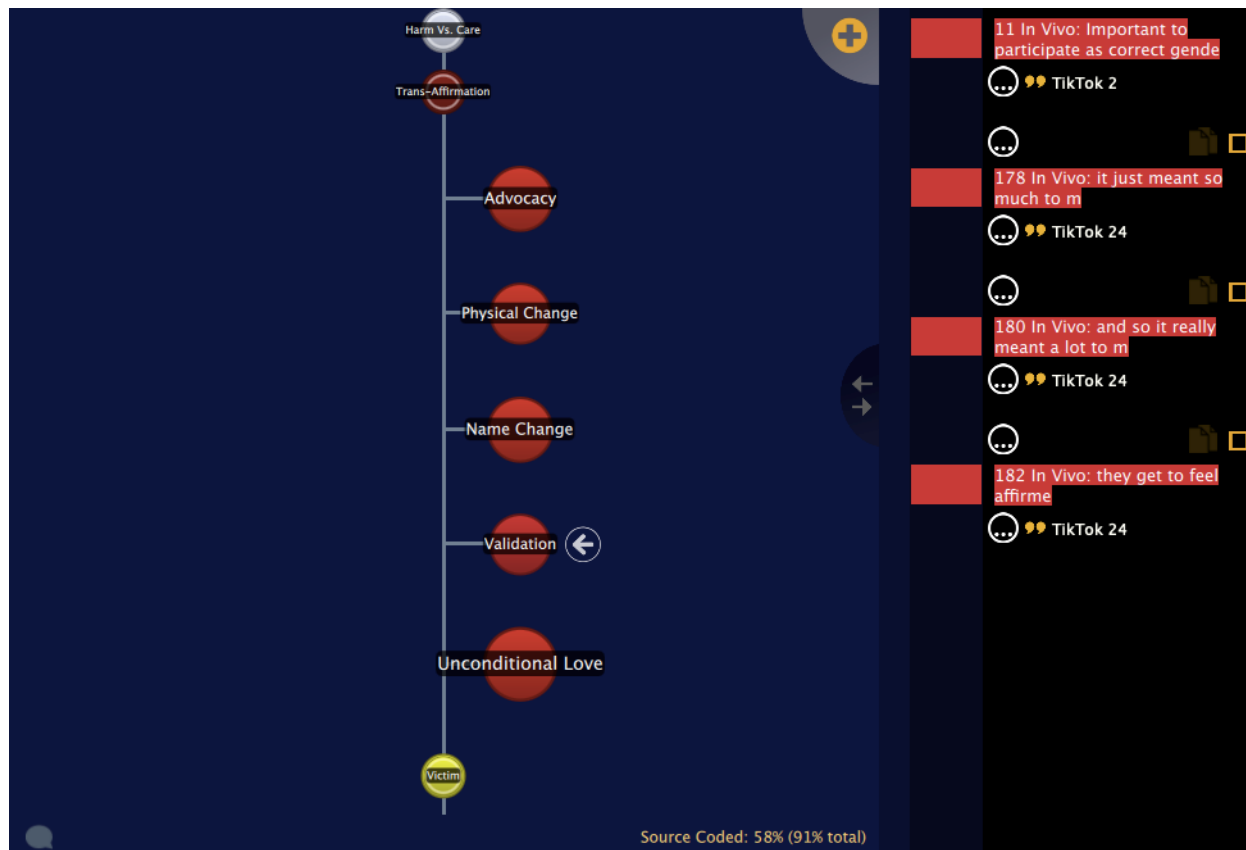 Harm Vs. Care
Trans-Affirmation
Advocacy
Physical Change
Name Change
Validation
Unconditional Love
Victim
Source Coded: 58% (91% total)
11 In Vivo: Important to
participate as correct gende
TikTok 2
178 In Vivo: it just meant so
much to m
TikTok 24
180 In Vivo: and so it really
meant a lot to m
TikTok 24
182 In Vivo: they get to feel
affirme
TikTok 24